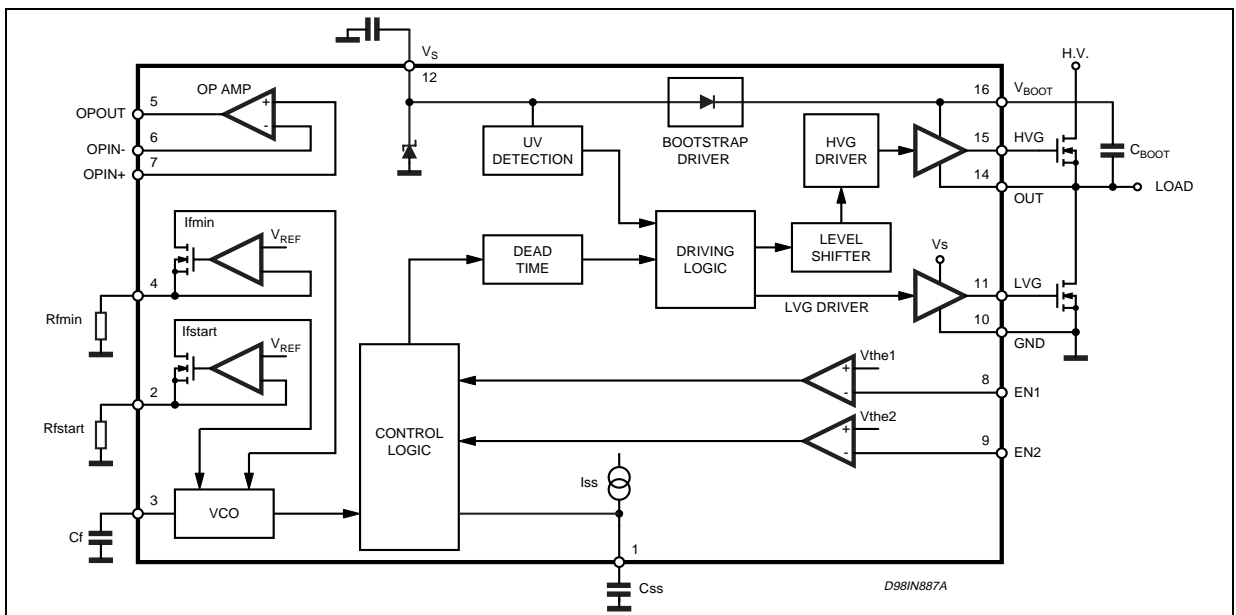 VS
12
H.V.
OP AMP
+
-
5
OPOUT
6
OPIN-
7
OPIN+
16
VBOOT
BOOTSTRAP
DRIVER
UV
DETECTION
HVG
DRIVER
15
HVG
CBOOT
14
OUT
LOAD
Ifmin
VREF
4
Rfmin
DEAD
TIME
DRIVING
LOGIC
LEVEL
SHIFTER
Vs
LVG DRIVER
11
LVG
10
GND
Ifstart
VREF
2
Rfstart
CONTROL
LOGIC
Vthe1
+
-
8
EN1
Vthe2
+
-
9
EN2
Iss
3
VCO
Cf
1
Css
D98IN887A